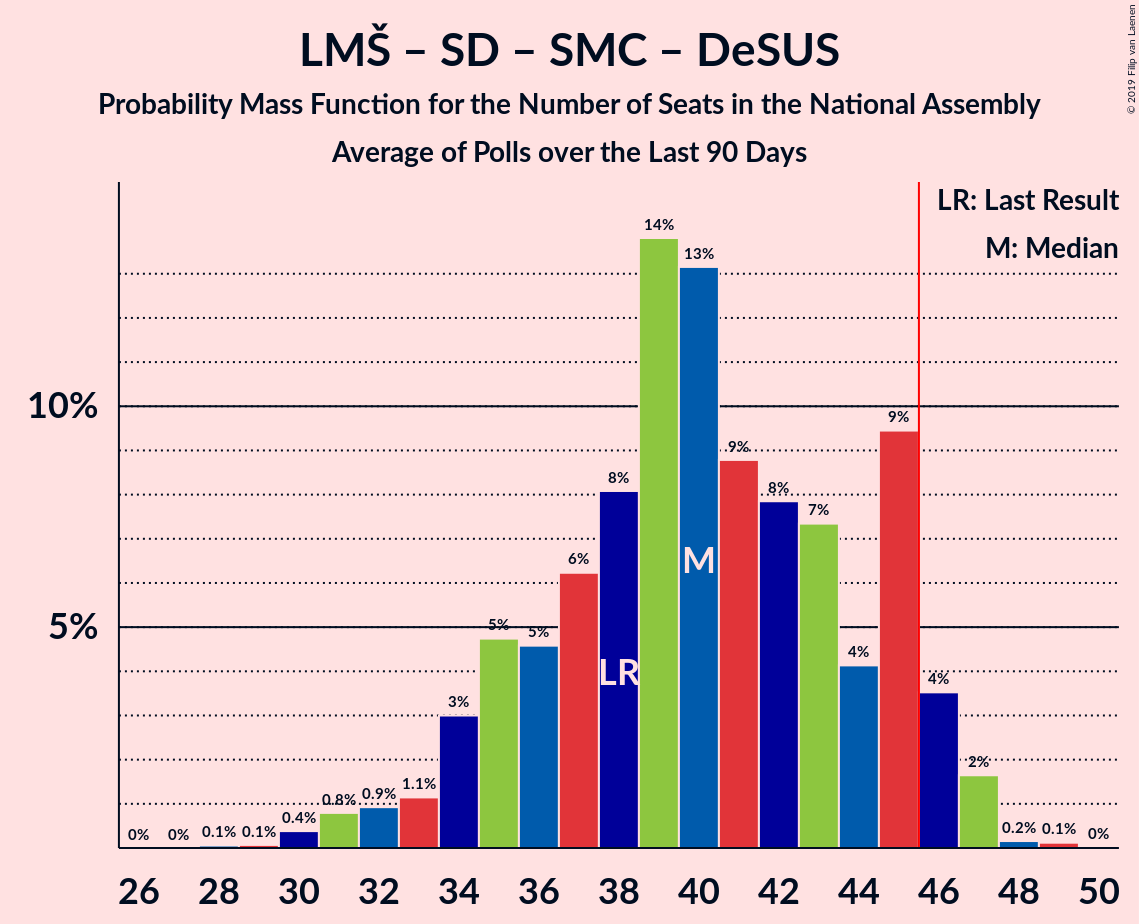 LMŠ – SD – SMC – DeSUS
Probability Mass Function for the Number of Seats in the National Assembly
Average of Polls over the Last 90 Days
© 2019 Filip van Laenen
LR: Last Result
M: Median
10%
5%
0% 0% 0.1% 0.1% 0.4% 0.8% 0.9% 1.1% 3% 5% 5% 6% 8% 14% 13% 9% 8% 7% 4% 9% 4% 2% 0.2% 0.1% 0%
LR
M
26 28 30 32 34 36 38 40 42 44 46 48 50